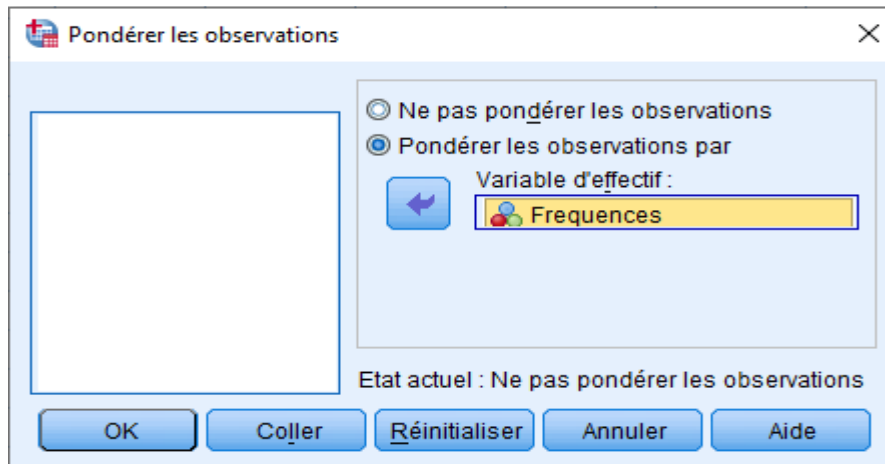 Pondérer les observations
Ne pas pondérer les observations
Pondérer les observations par
Variable d'effectif :
Frequences
Etat actuel : Ne pas pondérer les observations
OK
Coller
Réinitialiser
Annuler
Aide